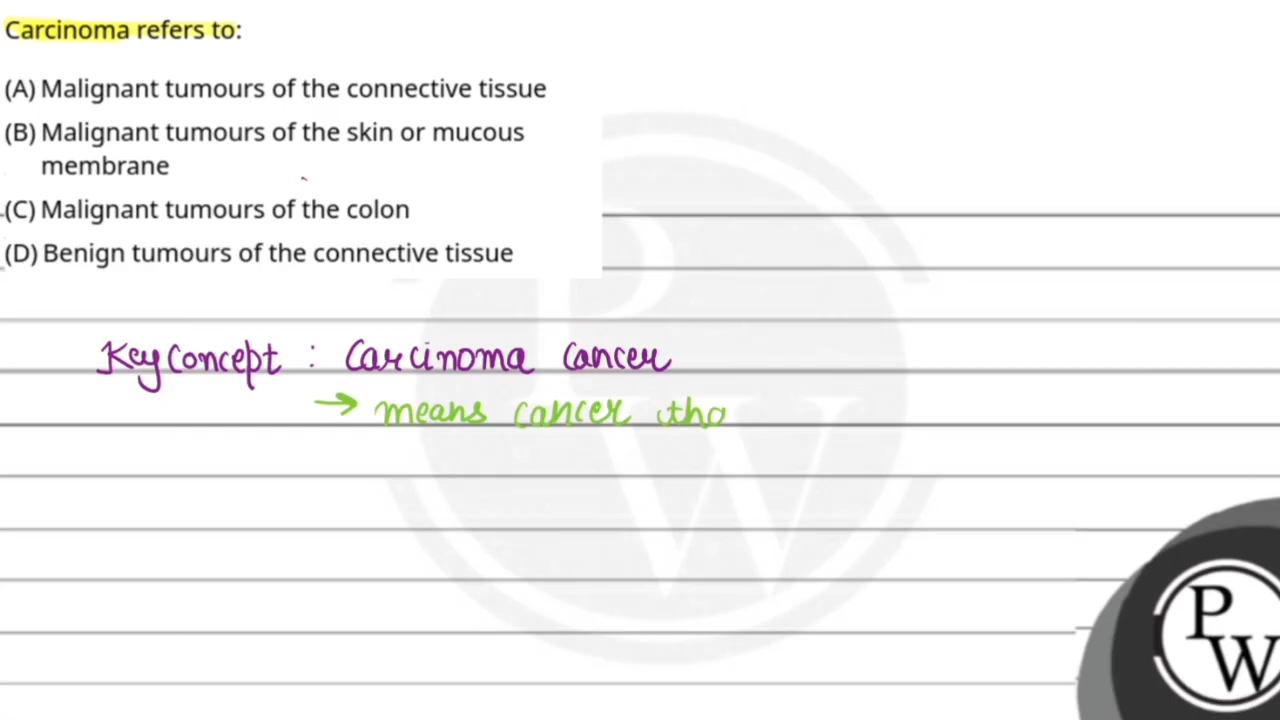 Carcinoma refers to:
(A) Malignant tumours of the connective tissue
(B) Malignant tumours of the skin or mucous
membrane
(C) Malignant tumours of the colon
(D) Benign tumours of the connective tissue
Key Concept : Carcinoma cancer
→ means cancer tha
P
W
P
W